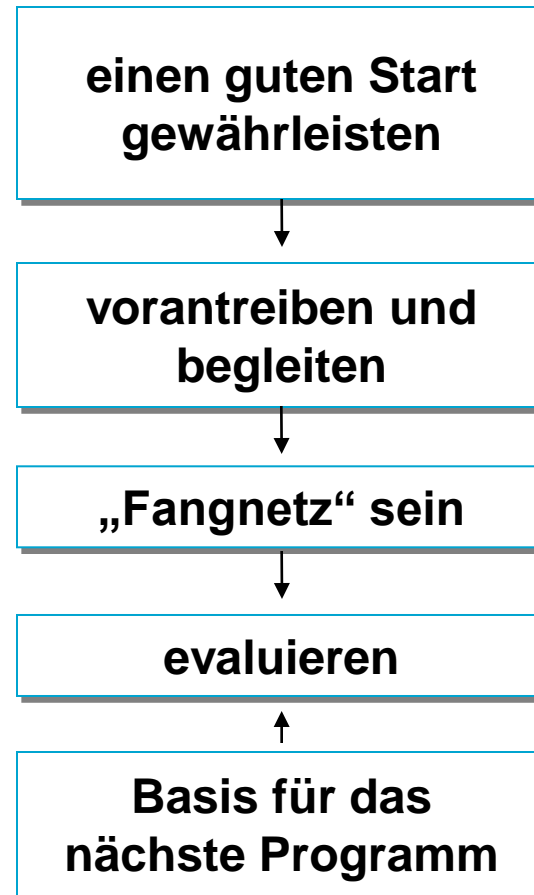 einen guten Start
gewährleisten
vorantreiben und
begleiten
„Fangnetz“ sein
evaluieren
Basis für das
nächste Programm